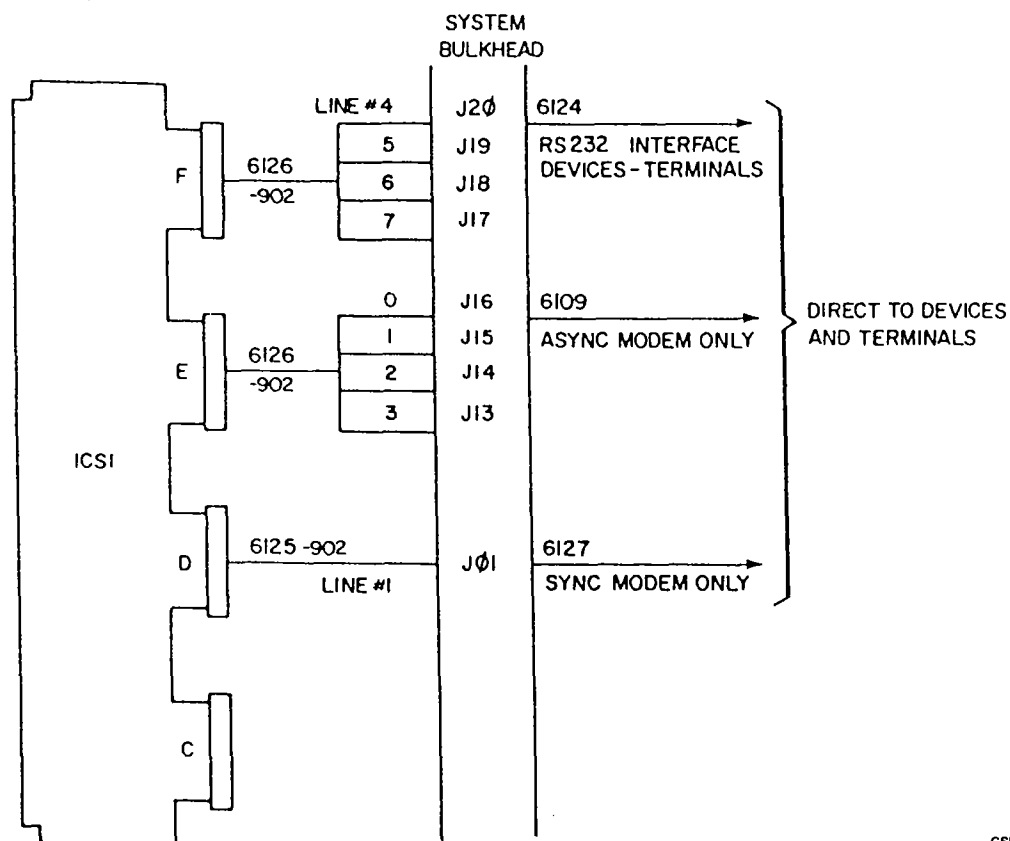 SYSTEM
BULKHEAD
LINE #4 J2Ø 6124
5 J19 RS232 INTERFACE
DEVICES-TERMINALS
F 6126
-902
6 J18
7 J17
0 J16 6109
1 J15 ASYNC MODEM ONLY
E 6126
-902
2 J14
3 J13
DIRECT TO DEVICES
AND TERMINALS
ICS1
D 6125-902 JØ1 6127
LINE #1 SYNC MODEM ONLY
C